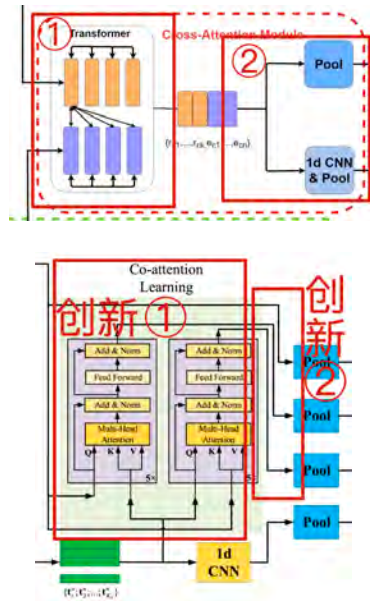 ①
Transformer
Cross-Attention Module
②
Pool
1d CNN
& Pool
Co-attention
Learning
创新①
创新
②
Add & Norm
Add & Norm
Feed Forward
Feed Forward
Add & Norm
Add & Norm
Multi-Head
Attention
Multi-Head
Attention
Q
K
V
Q
K
V
5×
5×
Pool
Pool
Pool
Pool
1d
CNN